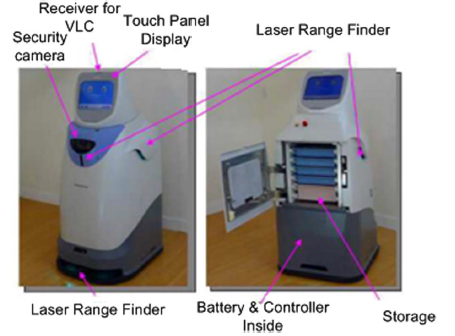 Receiver for
VLC
Touch Panel
Display
Security
camera
Laser Range Finder
Laser Range Finder
Battery & Controller
Inside
Storage